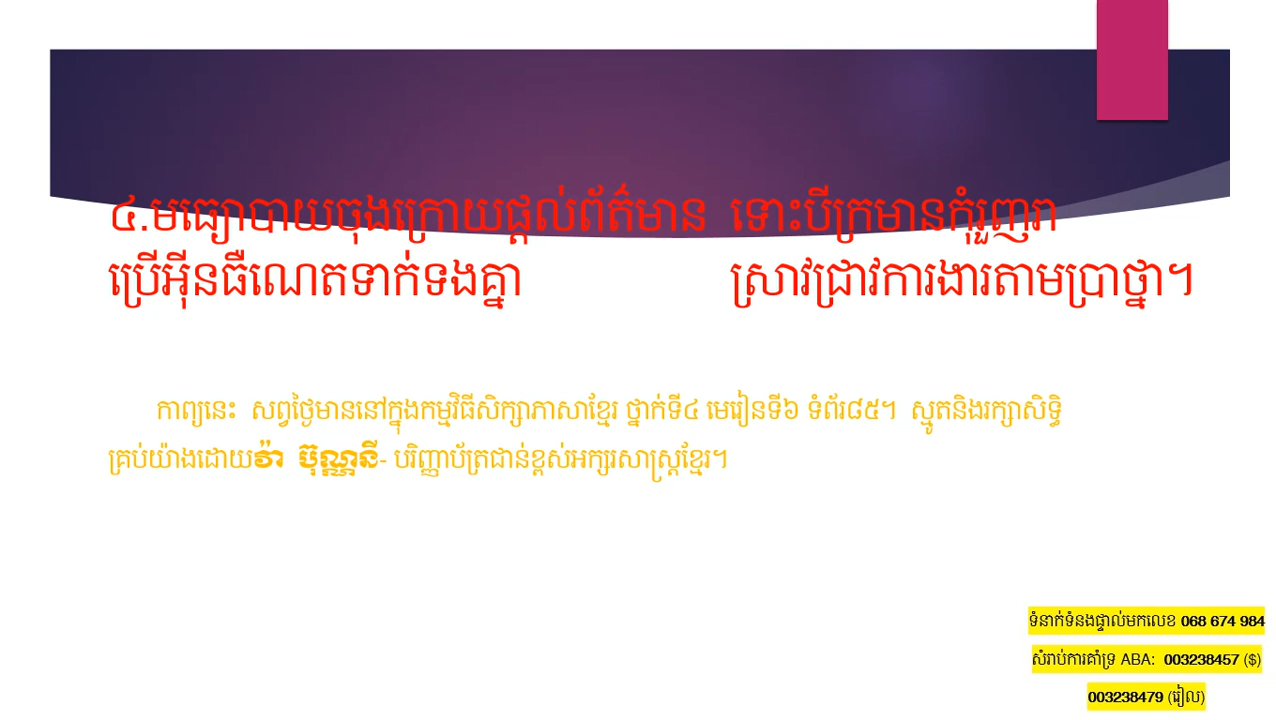 ៤.មធ្យោបាយចុងក្រោយផ្តល់ព័ត៌មាន ទោះបីក្រមានកុំរួញរា
ប្រើអ៊ីនធឺណេតទាក់ទងគ្នា ស្រាវជ្រាវការងារតាមប្រាថ្នា។
កាព្យនេះ សព្វថ្ងៃមាននៅក្នុងកម្មវិធីសិក្សាភាសាខ្មែរ ថ្នាក់ទី៤ មេរៀនទី៦ ទំព័រ៨៥។ ស្មូតនិងរក្សាសិទ្ធិ
គ្រប់យ៉ាងដោយវ៉ា ប៊ុណ្ណនី- បរិញ្ញាប័ត្រជាន់ខ្ពស់អក្សរសាស្ត្រខ្មែរ។
ទំនាក់ទំនងផ្ទាល់មកលេខ 068 674 984
សំរាប់ការគាំទ្រ ABA: 003238457 ($)
003238479 (រៀល)